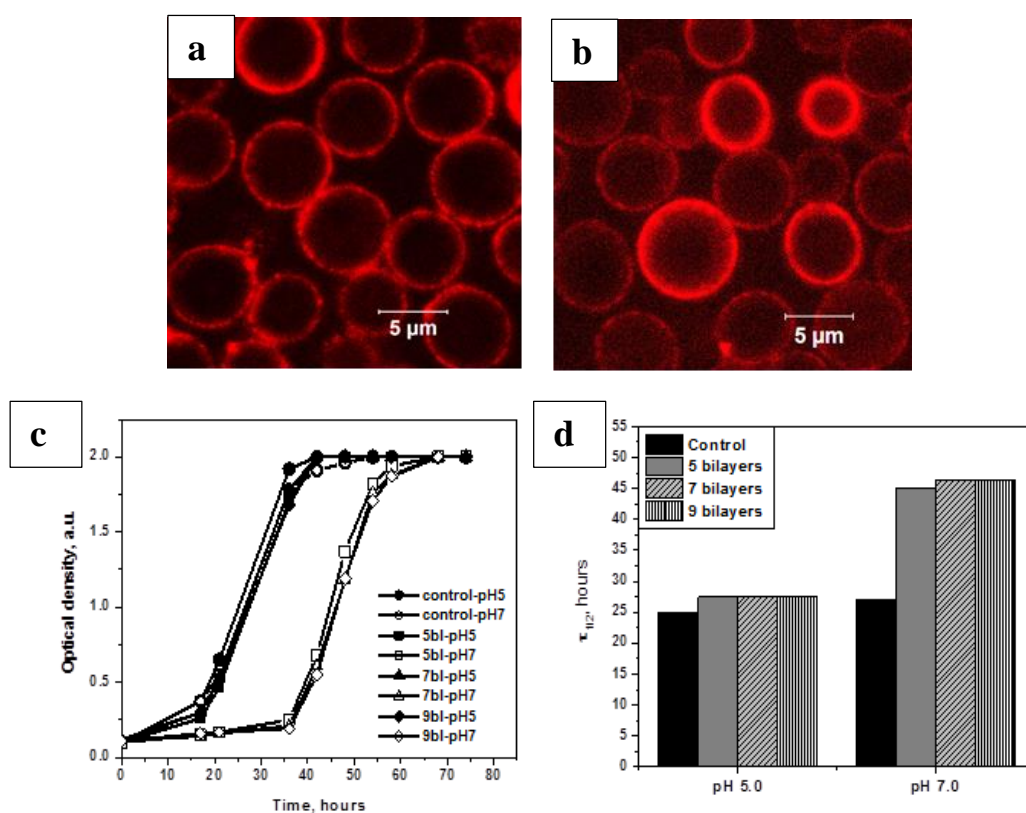 a
b
5 µm
5 µm
c
Optical density, a.u.
2.0
1.5
1.0
0.5
0.0
control-pH5
control-pH7
5bl-pH5
5bl-pH7
7bl-pH5
7bl-pH7
9bl-pH5
9bl-pH7
0 10 20 30 40 50 60 70 80
Time, hours
d
τ1/2, hours
55
50
45
40
35
30
25
20
15
10
5
0
Control
5 bilayers
7 bilayers
9 bilayers
pH 5.0 pH 7.0